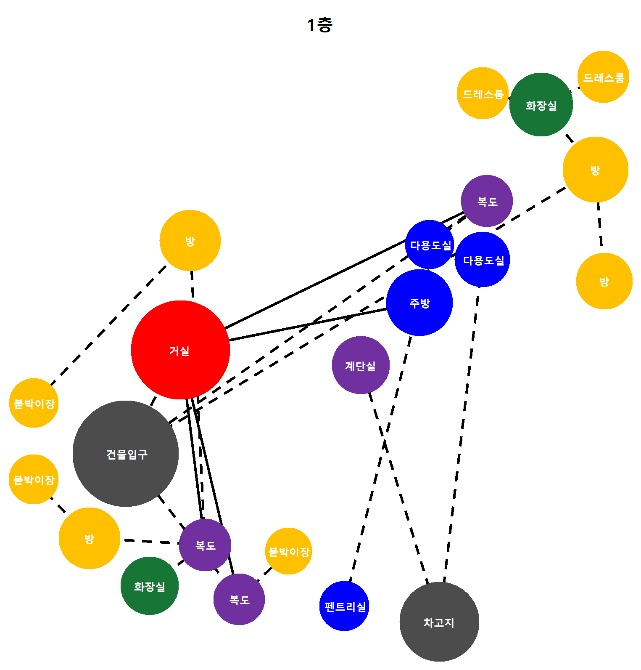 1층
드레스룸
드레스룸
화장실
방
복도
방
다용도실
다용도실
방
주방
거실
계단실
붙박이장
건물입구
붙박이장
방
복도
붙박이장
화장실
복도
펜트리실
차고지